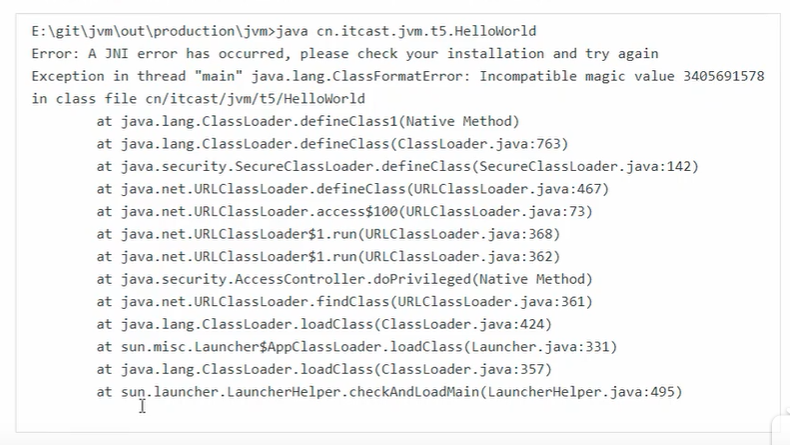 E:\git\jvm\out\production\jvm>java cn.itcast.jvm.t5.HelloWorld
Error: A JNI error has occurred, please check your installation and try again
Exception in thread "main" java.lang.ClassFormatError: Incompatible magic value 3405691578
in class file cn/itcast/jvm/t5/HelloWorld
at java.lang.ClassLoader.defineClass1(Native Method)
at java.lang.ClassLoader.defineClass(ClassLoader.java:763)
at java.security.SecureClassLoader.defineClass(SecureClassLoader.java:142)
at java.net.URLClassLoader.defineClass(URLClassLoader.java:467)
at java.net.URLClassLoader.access$100(URLClassLoader.java:73)
at java.net.URLClassLoader$1.run(URLClassLoader.java:368)
at java.net.URLClassLoader$1.run(URLClassLoader.java:362)
at java.security.AccessController.doPrivileged(Native Method)
at java.net.URLClassLoader.findClass(URLClassLoader.java:361)
at java.lang.ClassLoader.loadClass(ClassLoader.java:424)
at sun.misc.Launcher$AppClassLoader.loadClass(Launcher.java:331)
at java.lang.ClassLoader.loadClass(ClassLoader.java:357)
at sun.launcher.LauncherHelper.checkAndLoadMain(LauncherHelper.java:495)